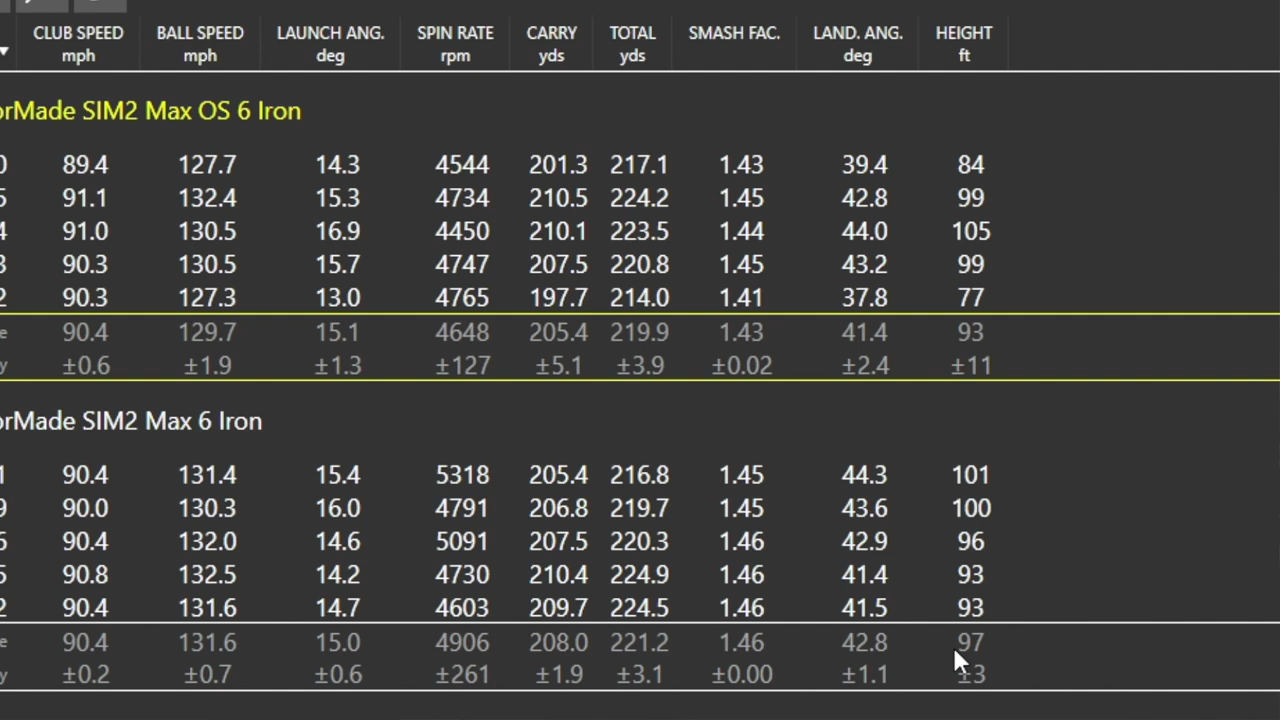 CLUB SPEED BALL SPEED LAUNCH ANG. SPIN RATE CARRY TOTAL SMASH FAC. LAND. ANG. HEIGHT
mph mph deg rpm yds yds deg ft
orMade SIM2 Max OS 6 Iron
0 89.4 127.7 14.3 4544 201.3 217.1 1.43 39.4 84
5 91.1 132.4 15.3 4734 210.5 224.2 1.45 42.8 99
4 91.0 130.5 16.9 4450 210.1 223.5 1.44 44.0 105
3 90.3 130.5 15.7 4747 207.5 220.8 1.45 43.2 99
2 90.3 127.3 13.0 4765 197.7 214.0 1.41 37.8 77
e 90.4 129.7 15.1 4648 205.4 219.9 1.43 41.4 93
y ±0.6 ±1.9 ±1.3 ±127 ±5.1 ±3.9 ±0.02 ±2.4 ±11
orMade SIM2 Max 6 Iron
1 90.4 131.4 15.4 5318 205.4 216.8 1.45 44.3 101
9 90.0 130.3 16.0 4791 206.8 219.7 1.45 43.6 100
6 90.4 132.0 14.6 5091 207.5 220.3 1.46 42.9 96
5 90.8 132.5 14.2 4730 210.4 224.9 1.46 41.4 93
2 90.4 131.6 14.7 4603 209.7 224.5 1.46 41.5 93
e 90.4 131.6 15.0 4906 208.0 221.2 1.46 42.8 97
y ±0.2 ±0.7 ±0.6 ±261 ±1.9 ±3.1 ±0.00 ±1.1 ±3